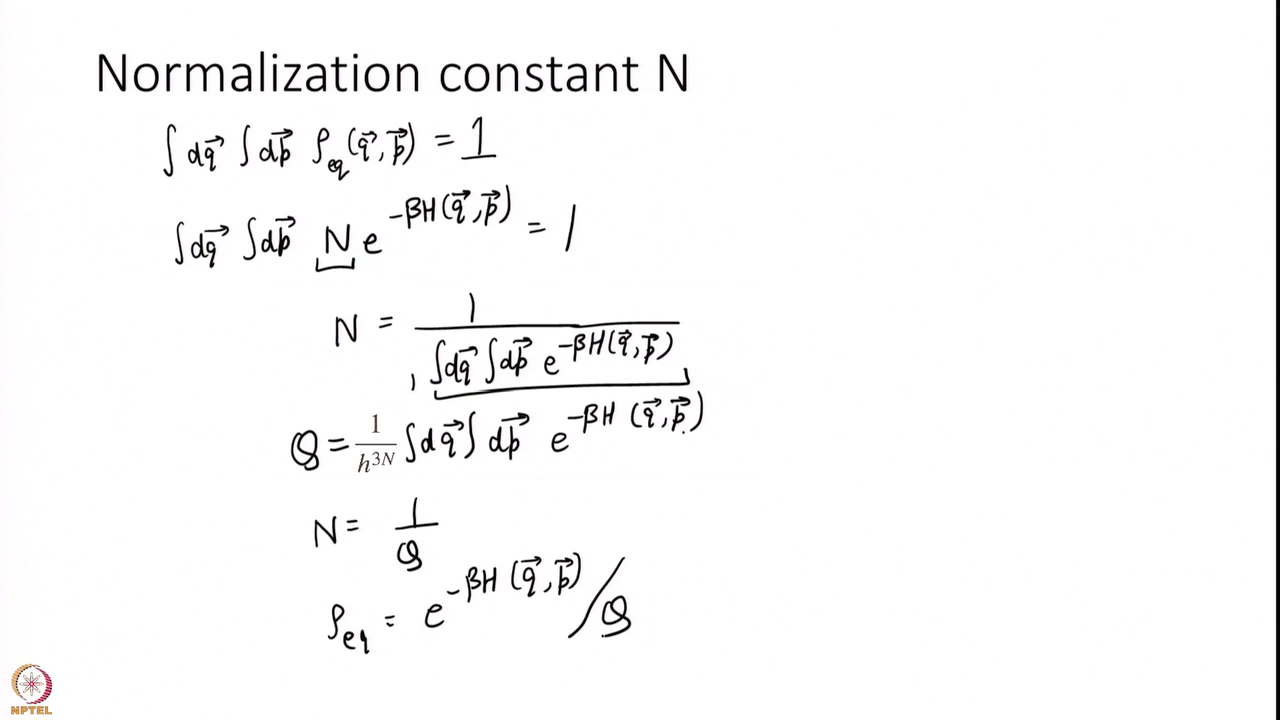 Normalization constant N
∫dq⃗ ∫dp⃗ ρ_eq(q⃗,p⃗) = 1
∫dq⃗ ∫dp⃗ N e^{-βH(q⃗,p⃗)} = 1
N = 1 / ∫dq⃗ ∫dp⃗ e^{-βH(q⃗,p⃗)}
Q = 1/h^{3N} ∫dq⃗ ∫dp⃗ e^{-βH(q⃗,p⃗)}
N = 1/Q
ρ_eq = e^{-βH(q⃗,p⃗)} / Q
NPTEL